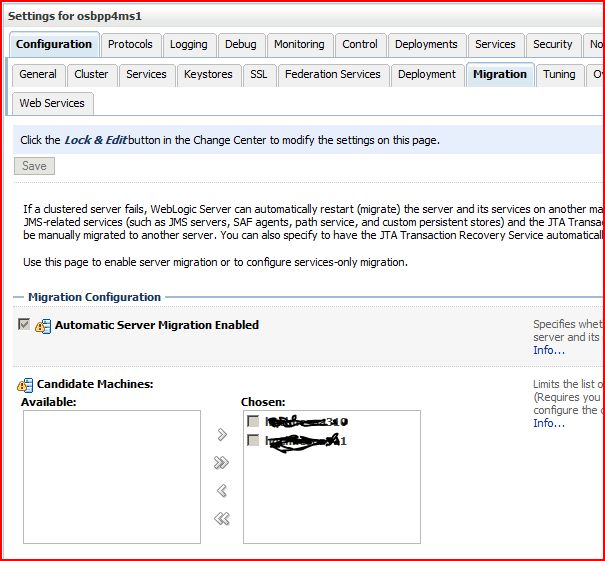 Settings for osbpp4ms1
Configuration Protocols Logging Debug Monitoring Control Deployments Services Security No
General Cluster Services Keystores SSL Federation Services Deployment Migration Tuning Ov
Web Services
Click the Lock & Edit button in the Change Center to modify the settings on this page.
Save
If a clustered server fails, WebLogic Server can automatically restart (migrate) the server and its services on another ma
JMS-related services (such as JMS servers, SAF agents, path service, and custom persistent stores) and the JTA Transac
be manually migrated to another server. You can also specify to have the JTA Transaction Recovery Service automatica
Use this page to enable server migration or to configure services-only migration.
Migration Configuration
Automatic Server Migration Enabled
Specifies whet
server and its
Info...
Candidate Machines:
Available:
Chosen:
Limits the list o
(Requires you
configure the c
Info...